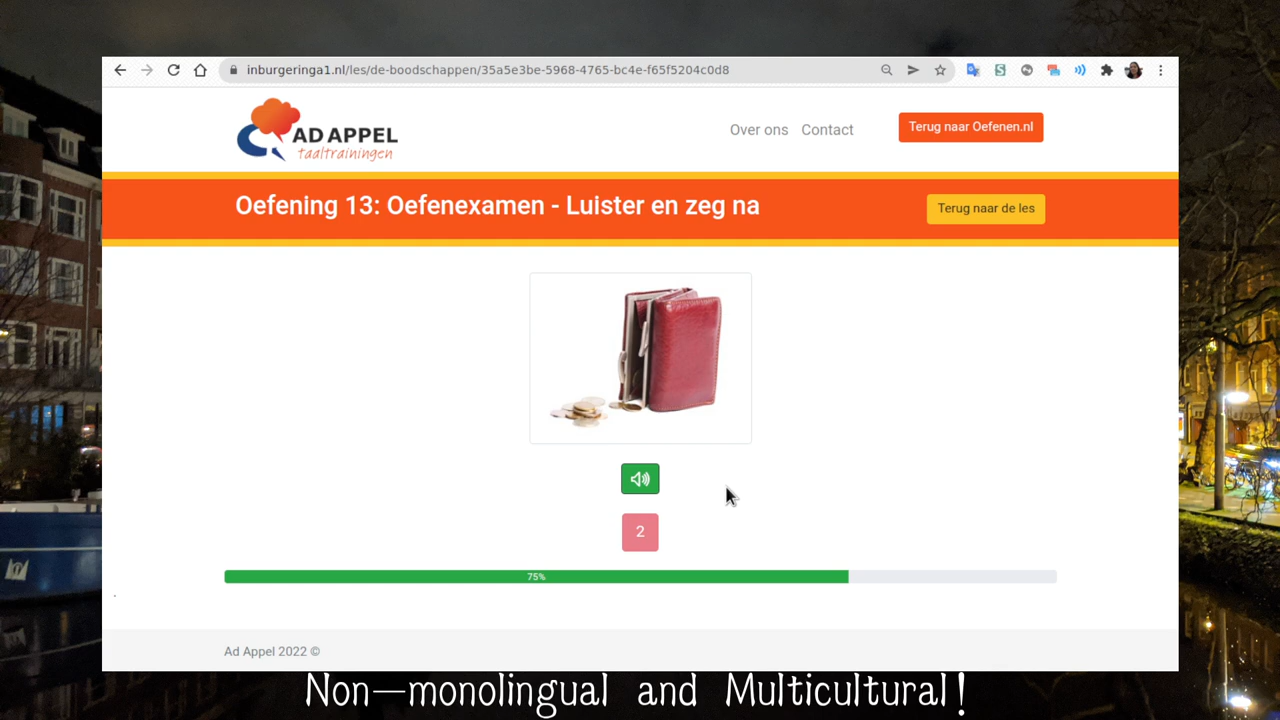 inburgeringa1.nl/les/de-boodschappen/35a5e3be-5968-4765-bc4e-f65f5204c0d8
AD APPEL
taaltrainingen
Over ons
Contact
Terug naar Oefenen.nl
Oefening 13: Oefenexamen - Luister en zeg na
Terug naar de les
2
75%
Ad Appel 2022 ©
Non-monolingual and Multicultural!